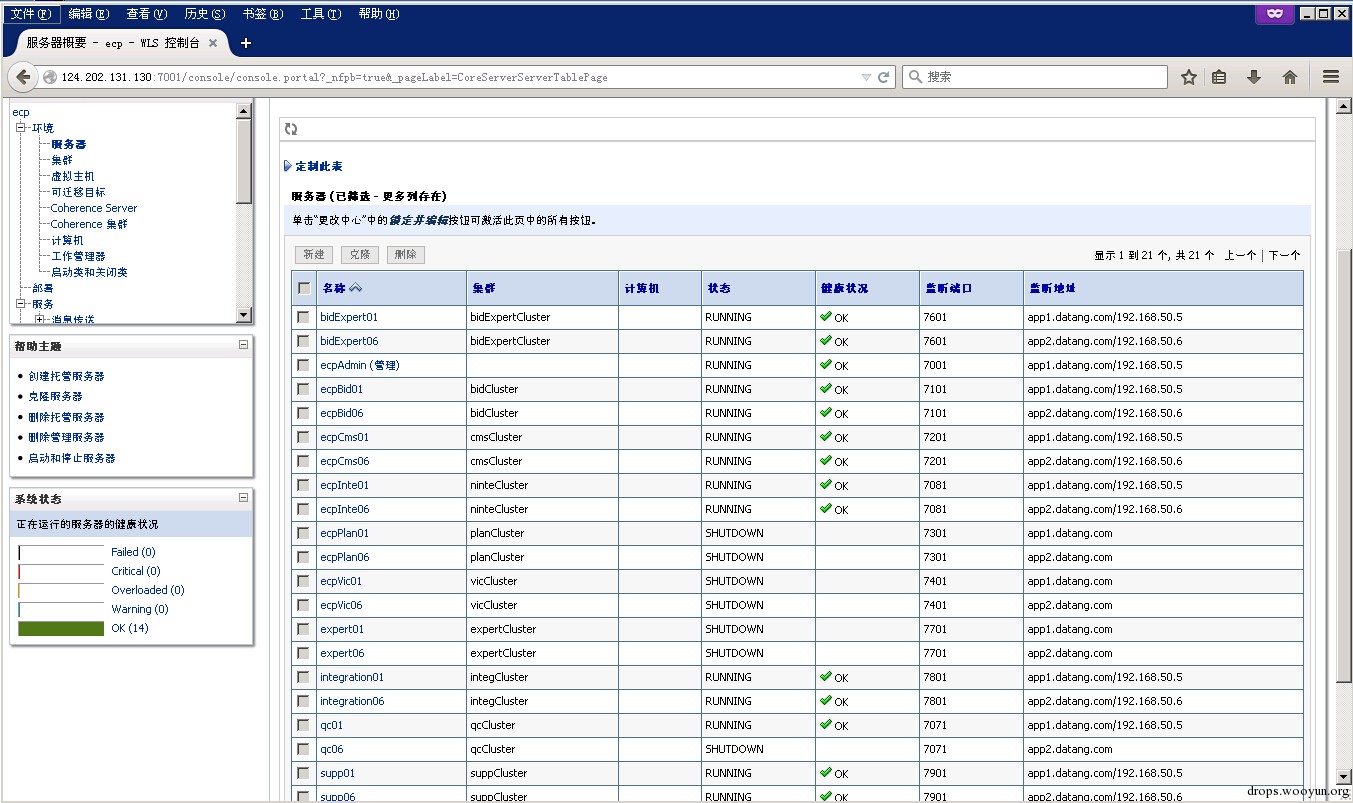 文件(F) 编辑(E) 查看(V) 历史(S) 书签(B) 工具(T) 帮助(H)
服务器概要 - ecp - WLS 控制台
124.202.131.130:7001/console/console.portal?_nfpb=true&_pageLabel=CoreServerServerTablePage
搜索
ecp
环境
服务器
集群
虚拟主机
可迁移目标
Coherence Server
Coherence 集群
计算机
工作管理器
启动类和关闭类
部署
服务
消息传送
帮助主题
创建托管服务器
克隆服务器
删除托管服务器
删除管理服务器
启动和停止服务器
系统状态
正在运行的服务器的健康状况
Failed (0)
Critical (0)
Overloaded (0)
Warning (0)
OK (14)
定制此表
服务器 (已筛选 - 更多列存在)
单击“更改中心”中的锁定并编辑按钮可激活此页中的所有按钮。
新建 克隆 删除
显示 1 到 21 个, 共 21 个 上一个 | 下一个
名称 集群 计算机 状态 健康状况 监听端口 监听地址
bidExpert01 bidExpertCluster RUNNING OK 7601 app1.datang.com/192.168.50.5
bidExpert06 bidExpertCluster RUNNING OK 7601 app2.datang.com/192.168.50.6
ecpAdmin (管理) RUNNING OK 7001 app1.datang.com/192.168.50.5
ecpBid01 bidCluster RUNNING OK 7101 app1.datang.com/192.168.50.5
ecpBid06 bidCluster RUNNING OK 7101 app2.datang.com/192.168.50.6
ecpCms01 cmsCluster RUNNING OK 7201 app1.datang.com/192.168.50.5
ecpCms06 cmsCluster RUNNING OK 7201 app2.datang.com/192.168.50.6
ecpInte01 ninteCluster RUNNING OK 7081 app1.datang.com/192.168.50.5
ecpInte06 ninteCluster RUNNING OK 7081 app2.datang.com/192.168.50.6
ecpPlan01 planCluster SHUTDOWN 7301 app1.datang.com
ecpPlan06 planCluster SHUTDOWN 7301 app2.datang.com
ecpVic01 vicCluster SHUTDOWN 7401 app1.datang.com
ecpVic06 vicCluster SHUTDOWN 7401 app2.datang.com
expert01 expertCluster SHUTDOWN 7701 app1.datang.com
expert06 expertCluster SHUTDOWN 7701 app2.datang.com
integration01 integCluster RUNNING OK 7801 app1.datang.com/192.168.50.5
integration06 integCluster RUNNING OK 7801 app2.datang.com/192.168.50.6
qc01 qcCluster RUNNING OK 7071 app1.datang.com/192.168.50.5
qc06 qcCluster SHUTDOWN 7071 app2.datang.com
supp01 suppCluster RUNNING OK 7901 app1.datang.com/192.168.50.5
supp06 suppCluster RUNNING OK 7901 app2.datang.com/192.168.50.6
drops.wooyun.org